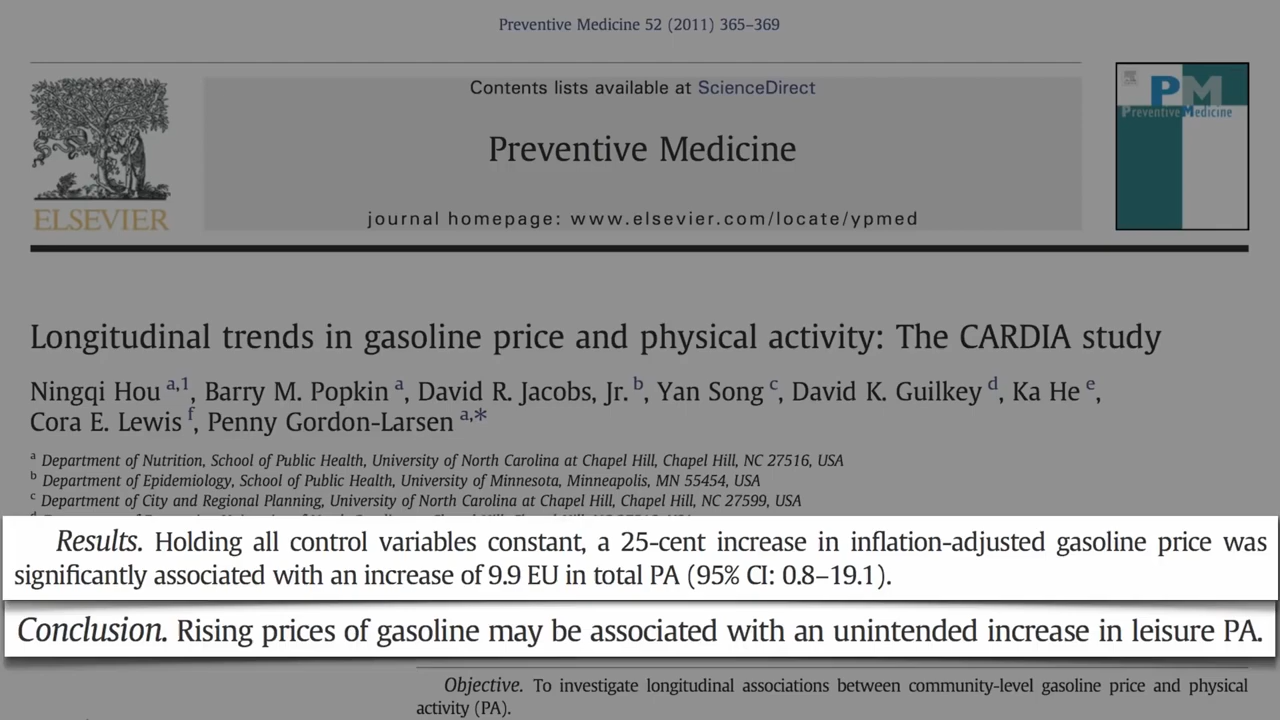 Preventive Medicine 52 (2011) 365–369
Contents lists available at ScienceDirect
Preventive Medicine
journal homepage: www.elsevier.com/locate/ypmed
ELSEVIER
PM
Preventive Medicine
Longitudinal trends in gasoline price and physical activity: The CARDIA study
Ningqi Hou a,1, Barry M. Popkin a, David R. Jacobs, Jr. b, Yan Song c, David K. Guilkey d, Ka He e,
Cora E. Lewis f, Penny Gordon-Larsen a,*
a Department of Nutrition, School of Public Health, University of North Carolina at Chapel Hill, Chapel Hill, NC 27516, USA
b Department of Epidemiology, School of Public Health, University of Minnesota, Minneapolis, MN 55454, USA
c Department of City and Regional Planning, University of North Carolina at Chapel Hill, Chapel Hill, NC 27599, USA
Results. Holding all control variables constant, a 25-cent increase in inflation-adjusted gasoline price was
significantly associated with an increase of 9.9 EU in total PA (95% CI: 0.8–19.1).
Conclusion. Rising prices of gasoline may be associated with an unintended increase in leisure PA.
Objective. To investigate longitudinal associations between community-level gasoline price and physical
activity (PA).